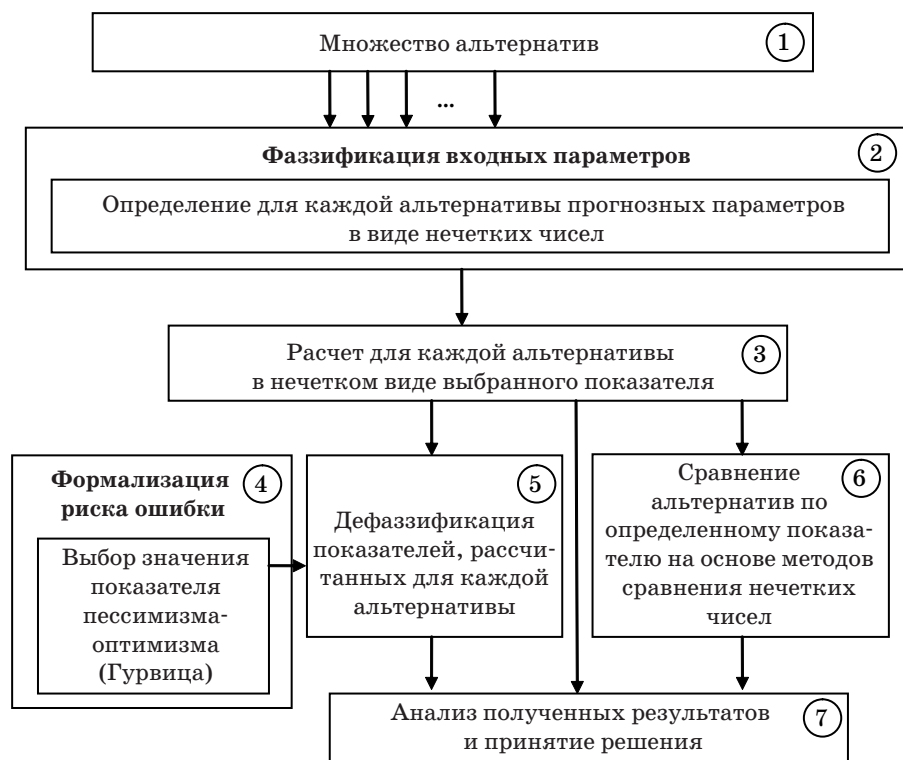 Множество альтернатив
1
...
Фаззификация входных параметров
2
Определение для каждой альтернативы прогнозных параметров
в виде нечетких чисел
Расчет для каждой альтернативы
в нечетком виде выбранного показателя
3
Формализация
риска ошибки
4
Выбор значения
показателя
пессимизма-
оптимизма
(Гурвица)
5
Дефаззификация
показателей, рассчи-
танных для каждой
альтернативы
6
Сравнение
альтернатив по
определенному показа-
телю на основе методов
сравнения нечетких
чисел
Анализ полученных результатов
и принятие решения
7